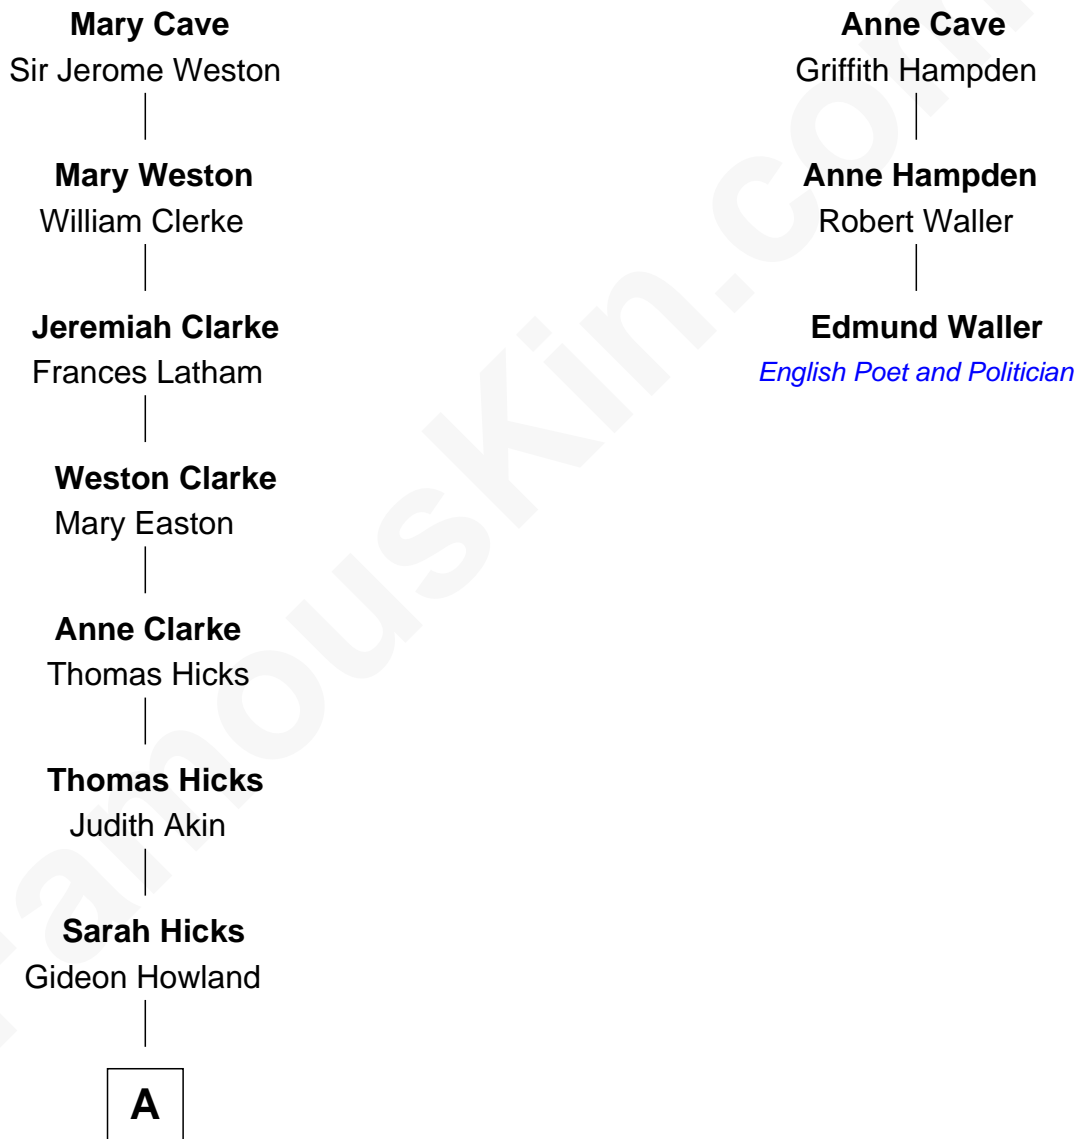 Mary Cave
Sir Jerome Weston
Mary Weston
William Clerke
Jeremiah Clarke
Frances Latham
Weston Clarke
Mary Easton
Anne Clarke
Thomas Hicks
Thomas Hicks
Judith Akin
Sarah Hicks
Gideon Howland
A
Anne Cave
Griffith Hampden
Anne Hampden
Robert Waller
Edmund Waller
English Poet and Politician
FamousKin.com